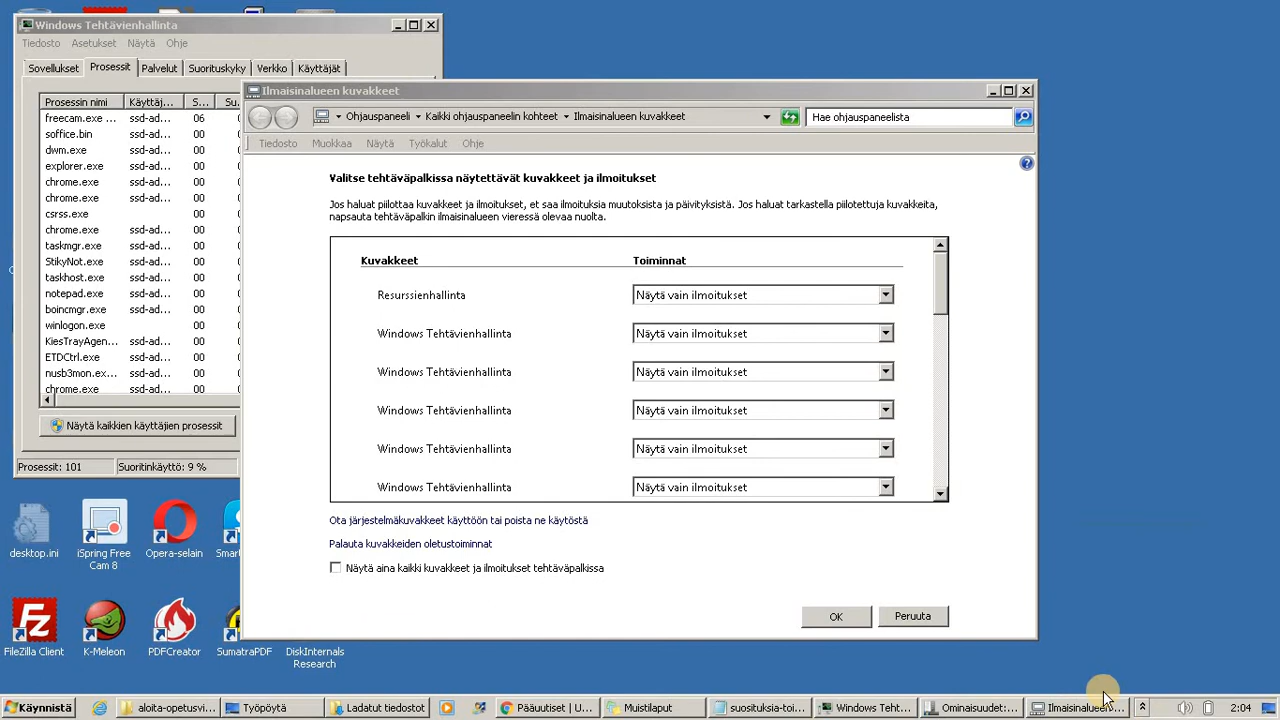 Windows Tehtävienhallinta
Tiedosto Asetukset Näytä Ohje
Sovellukset Prosessit Palvelut Suorituskyky Verkko Käyttäjät
Prosessin nimi Käyttäj... S... Su...
freecam.exe ... ssd-ad... 06
soffice.bin ssd-ad... 00
dwm.exe ssd-ad... 00
explorer.exe ssd-ad... 00
chrome.exe ssd-ad... 00
chrome.exe ssd-ad... 00
csrss.exe 00
chrome.exe ssd-ad... 00
taskmgr.exe ssd-ad... 00
StikyNot.exe ssd-ad... 00
taskhost.exe ssd-ad... 00
notepad.exe ssd-ad... 00
boincmgr.exe ssd-ad... 00
winlogon.exe 00
KiesTrayAgen... ssd-ad... 00
ETDCtrl.exe ssd-ad... 00
nusb3mon.ex... ssd-ad... 00
chrome.exe ssd-ad... 00
Näytä kaikkien käyttäjien prosessit
Prosessit: 101 Suoritinkäyttö: 9 %
Ilmaisinalueen kuvakkeet
Ohjauspaneeli Kaikki ohjauspaneelin kohteet Ilmaisinalueen kuvakkeet Hae ohjauspaneelista
Tiedosto Muokkaa Näytä Työkalut Ohje
Valitse tehtäväpalkissa näytettävät kuvakkeet ja ilmoitukset
Jos haluat piilottaa kuvakkeet ja ilmoitukset, et saa ilmoituksia muutoksista ja päivityksistä. Jos haluat tarkastella piilotettuja kuvakkeita,
napsauta tehtäväpalkin ilmaisinalueen vieressä olevaa nuolta.
Kuvakkeet Toiminnat
Resurssienhallinta Näytä vain ilmoitukset
Windows Tehtävienhallinta Näytä vain ilmoitukset
Windows Tehtävienhallinta Näytä vain ilmoitukset
Windows Tehtävienhallinta Näytä vain ilmoitukset
Windows Tehtävienhallinta Näytä vain ilmoitukset
Windows Tehtävienhallinta Näytä vain ilmoitukset
Ota järjestelmäkuvakkeet käyttöön tai poista ne käytöstä
Palauta kuvakkeiden oletustoiminnat
Näytä aina kaikki kuvakkeet ja ilmoitukset tehtäväpalkissa
OK Peruuta
desktop.ini iSpring Free Opera-selain Smar
Cam 8
FileZilla Client K-Meleon PDFCreator SumatraPDF DiskInternals
Research
Käynnistä aloita-opetusvi... Työpöytä Ladatut tiedostot Pääuutiset | U... Muistilaput suosituksia-toi... Windows Teht... Ominaisuudet:... Ilmaisinalueen... 2:04